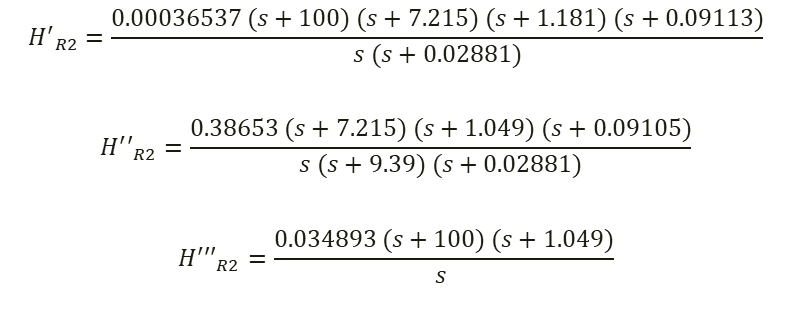 H′R2 = 0.00036537 (s + 100) (s + 7.215) (s + 1.181) (s + 0.09113) / s (s + 0.02881)
H′′R2 = 0.38653 (s + 7.215) (s + 1.049) (s + 0.09105) / s (s + 9.39) (s + 0.02881)
H′′′R2 = 0.034893 (s + 100) (s + 1.049) / s